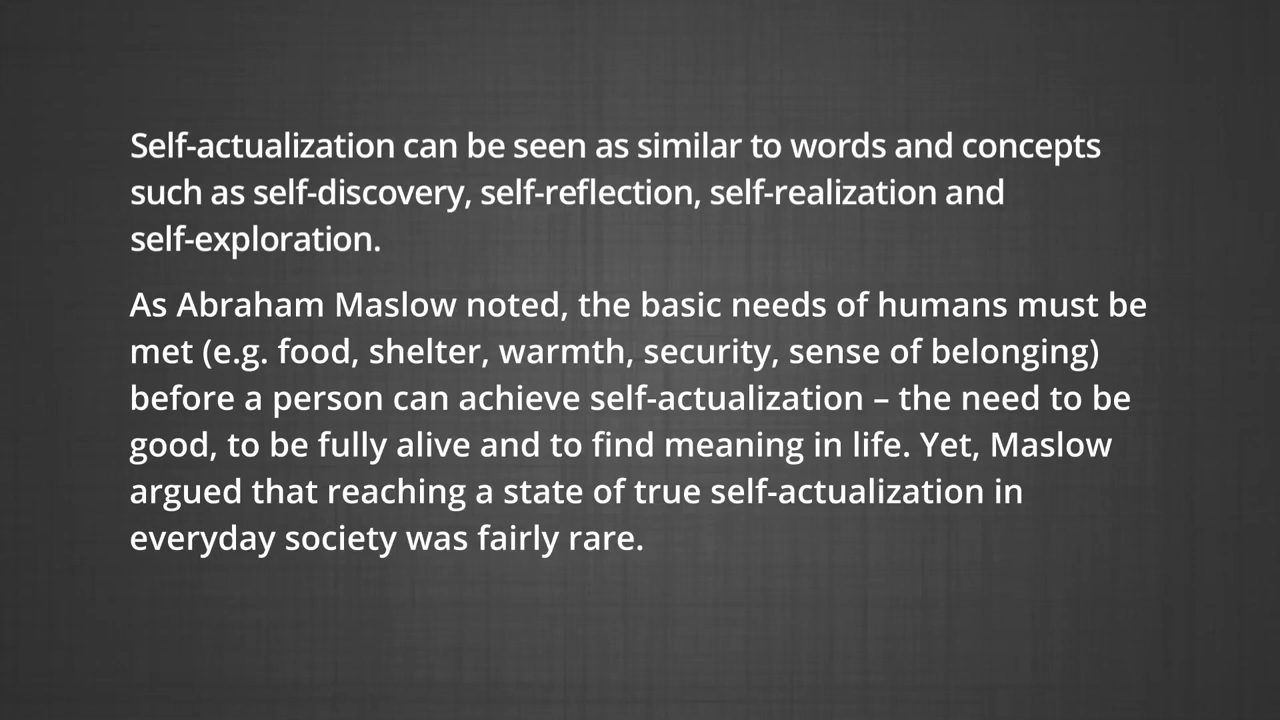 Self-actualization can be seen as similar to words and concepts
such as self-discovery, self-reflection, self-realization and
self-exploration.
As Abraham Maslow noted, the basic needs of humans must be
met (e.g. food, shelter, warmth, security, sense of belonging)
before a person can achieve self-actualization – the need to be
good, to be fully alive and to find meaning in life. Yet, Maslow
argued that reaching a state of true self-actualization in
everyday society was fairly rare.